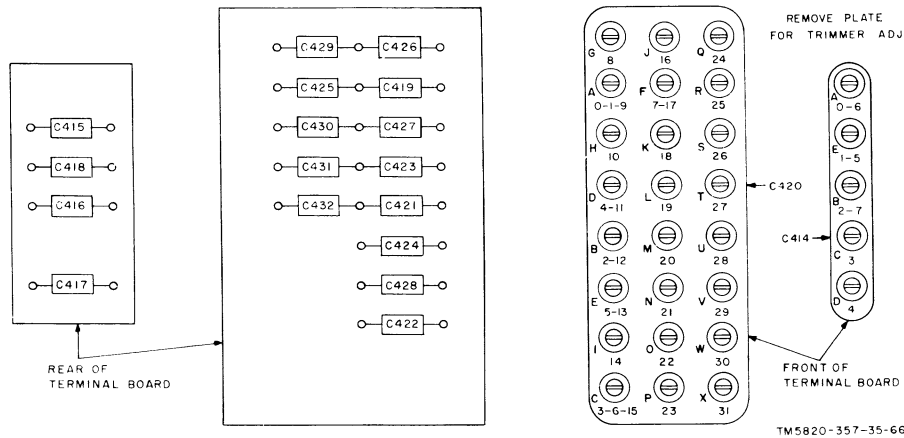 C415
C418
C416
C417
REAR OF
TERMINAL BOARD
C429 C426
C425 C419
C430 C427
C431 C423
C432 C421
C424
C428
C422
G 8 J 16 Q 24
A 0-1-9 F 7-17 R 25
H 10 K 18 S 26
D 4-11 L 19 T 27
B 2-12 M 20 U 28
E 5-13 N 21 V 29
I 14 O 22 W 30
C 3-6-15 P 23 X 31
C420
REMOVE PLATE
FOR TRIMMER ADJ
A 0-6
E 1-5
B 2-7
C414
C 3
D 4
FRONT OF
TERMINAL BOARD
TM5820-357-35-66